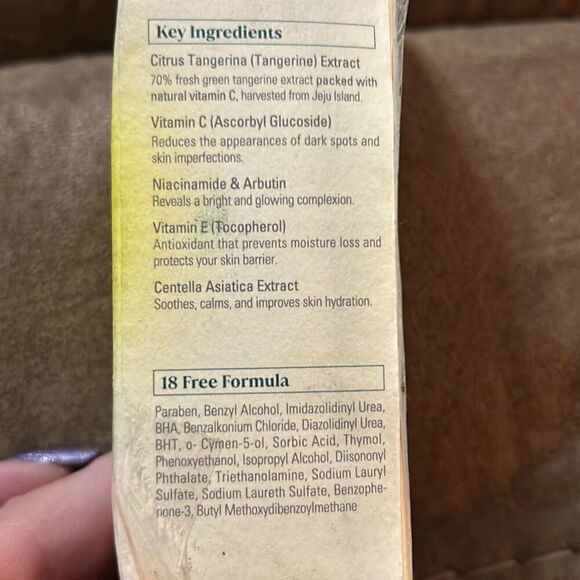 Key Ingredients
Citrus Tangerina (Tangerine) Extract
70% fresh green tangerine extract packed with
natural vitamin C, harvested from Jeju Island.
Vitamin C (Ascorbyl Glucoside)
Reduces the appearances of dark spots and
skin imperfections.
Niacinamide & Arbutin
Reveals a bright and glowing complexion.
Vitamin E (Tocopherol)
Antioxidant that prevents moisture loss and
protects your skin barrier.
Centella Asiatica Extract
Soothes, calms, and improves skin hydration.
18 Free Formula
Paraben, Benzyl Alcohol, Imidazolidinyl Urea,
BHA, Benzalkonium Chloride, Diazolidinyl Urea,
BHT, o- Cymen-5-ol, Sorbic Acid, Thymol,
Phenoxyethanol, Isopropyl Alcohol, Diisononyl
Phthalate, Triethanolamine, Sodium Lauryl
Sulfate, Sodium Laureth Sulfate, Benzophe-
none-3, Butyl Methoxydibenzoylmethane